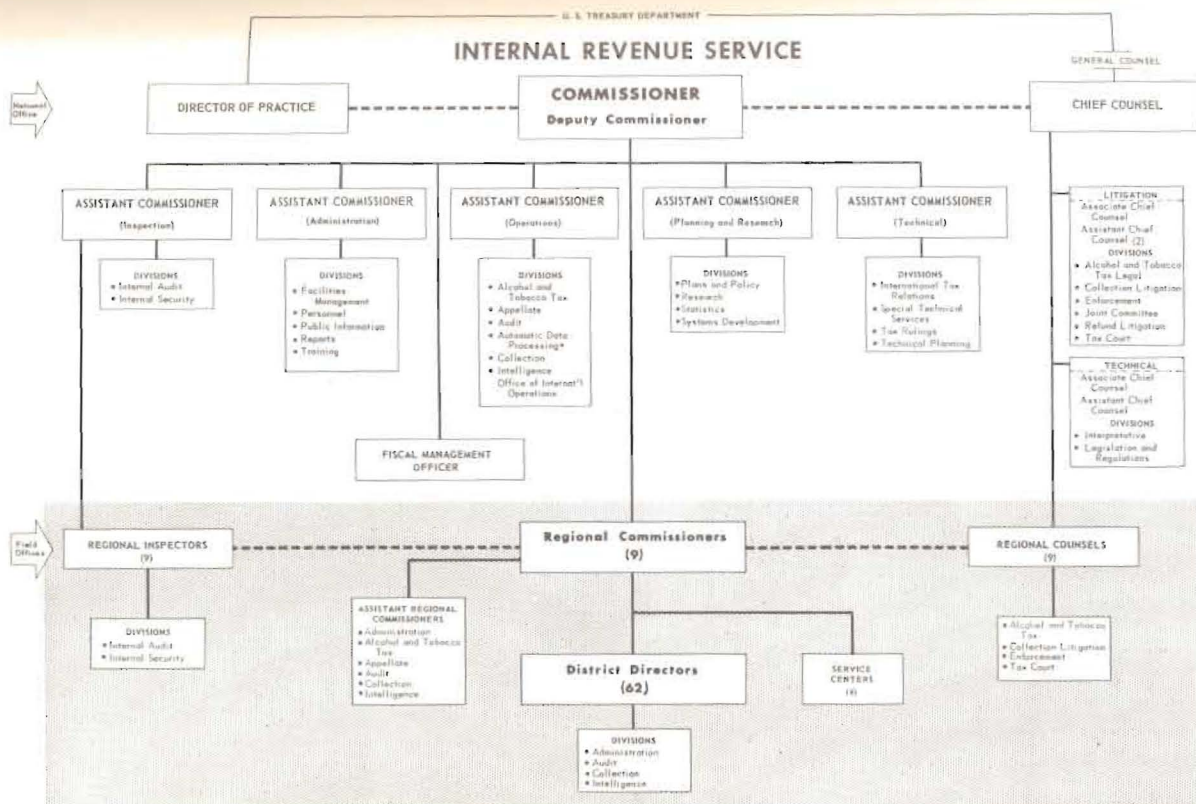 U. S. TREASURY DEPARTMENT
INTERNAL REVENUE SERVICE
GENERAL COUNSEL
National
Office
DIRECTOR OF PRACTICE
COMMISSIONER
Deputy Commissioner
CHIEF COUNSEL
ASSISTANT COMMISSIONER
(Inspection)
DIVISIONS
Internal Audit
Internal Security
ASSISTANT COMMISSIONER
(Administration)
DIVISIONS
Facilities
Management
Personnel
Public Information
Reports
Training
ASSISTANT COMMISSIONER
(Operations)
DIVISIONS
Alcohol and
Tobacco Tax
Appellate
Audit
Automatic Data
Processing*
Collection
Intelligence
Office of Internat'l
Operations
ASSISTANT COMMISSIONER
(Planning and Research)
DIVISIONS
Plans and Policy
Research
Statistics
Systems Development
ASSISTANT COMMISSIONER
(Technical)
DIVISIONS
International Tax
Relations
Special Technical
Services
Tax Rulings
Technical Planning
LITIGATION
Associate Chief
Counsel
Assistant Chief
Counsel (2)
DIVISIONS
Alcohol and Tobacco
Tax Legal
Collection Litigation
Enforcement
Joint Committee
Refund Litigation
Tax Court
TECHNICAL
Associate Chief
Counsel
Assistant Chief
Counsel
DIVISIONS
Interpretative
Legislation and
Regulations
FISCAL MANAGEMENT
OFFICER
Field
Offices
REGIONAL INSPECTORS
(9)
Regional Commissioners
(9)
REGIONAL COUNSELS
(9)
DIVISIONS
Internal Audit
Internal Security
ASSISTANT REGIONAL
COMMISSIONERS
Administration
Alcohol and Tobacco
Tax
Appellate
Audit
Collection
Intelligence
District Directors
(62)
DIVISIONS
Administration
Audit
Collection
Intelligence
SERVICE
CENTERS
Alcohol and Tobacco
Tax
Collection Litigation
Enforcement
Tax Court